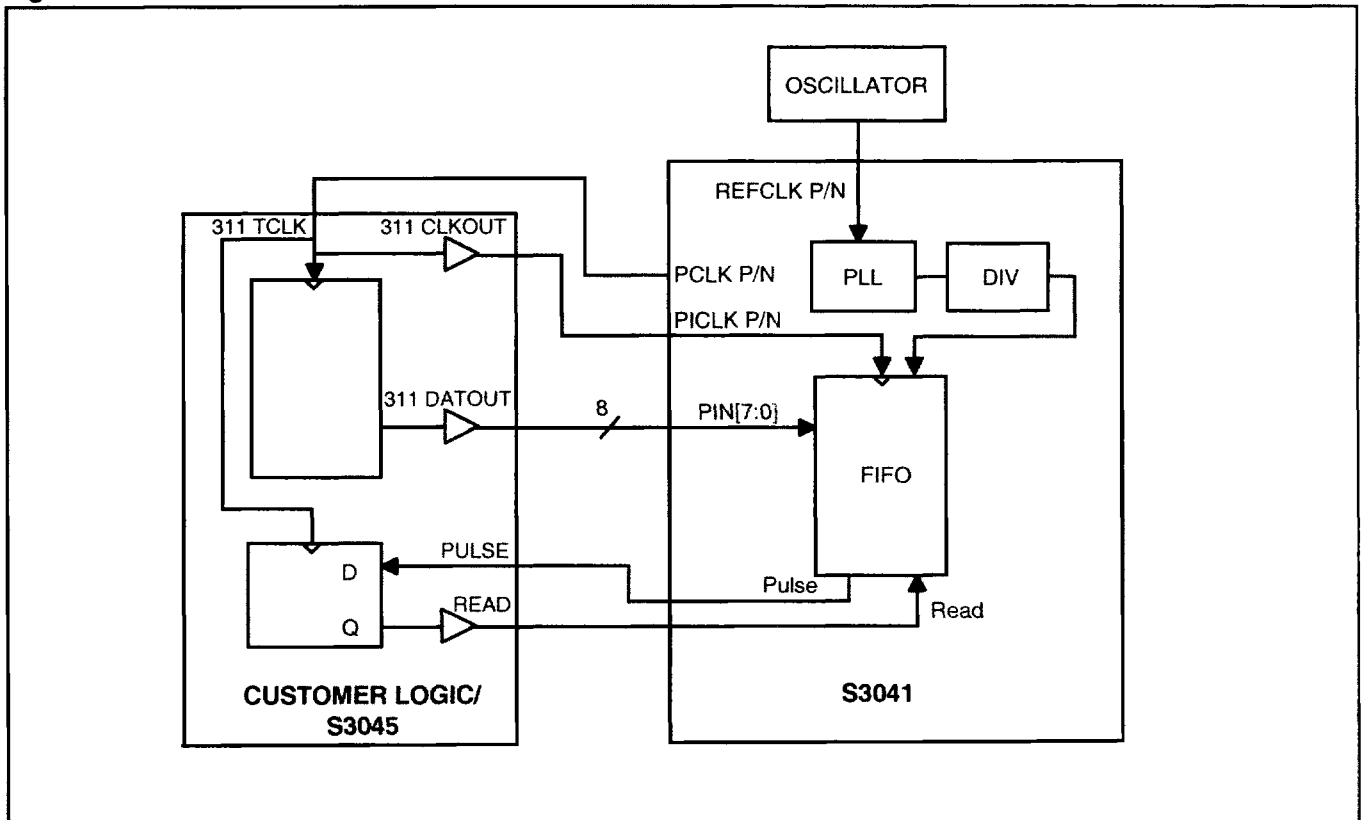 OSCILLATOR
REFCLK P/N
311 TCLK
311 CLKOUT
PCLK P/N
PLL
DIV
PICLK P/N
311 DATOUT
8
PIN[7:0]
FIFO
PULSE
D
Pulse
READ
Read
Q
CUSTOMER LOGIC/
S3045
S3041